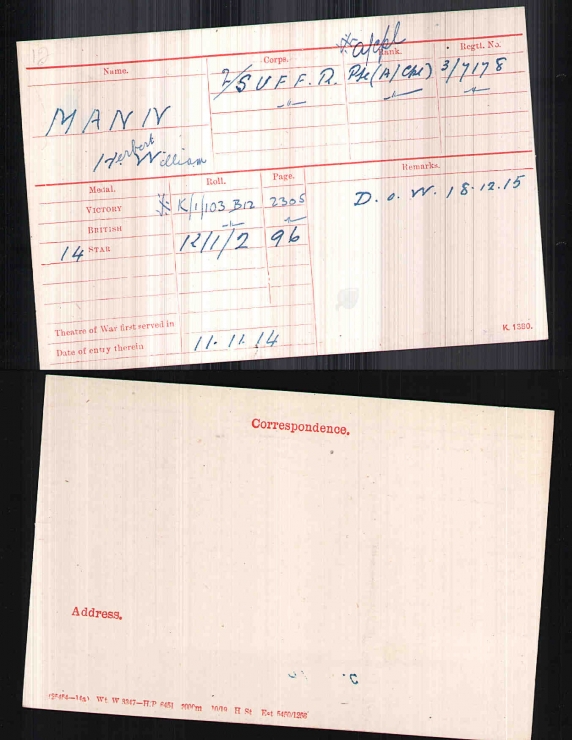 12
Name. Corps. Rank. Regtl. No.
2/SUFF.R. Pte(A/Cpl) 3/7178
MANN
Herbert
William
Medal. Roll. Page. Remarks.
VICTORY K/1/103 B12 2305 D. o. W. 18.12.15
BRITISH
14 STAR K/1/2 96
Theatre of War first served in
Date of entry therein 11.11.14
K. 1380.
Correspondence.
Address.